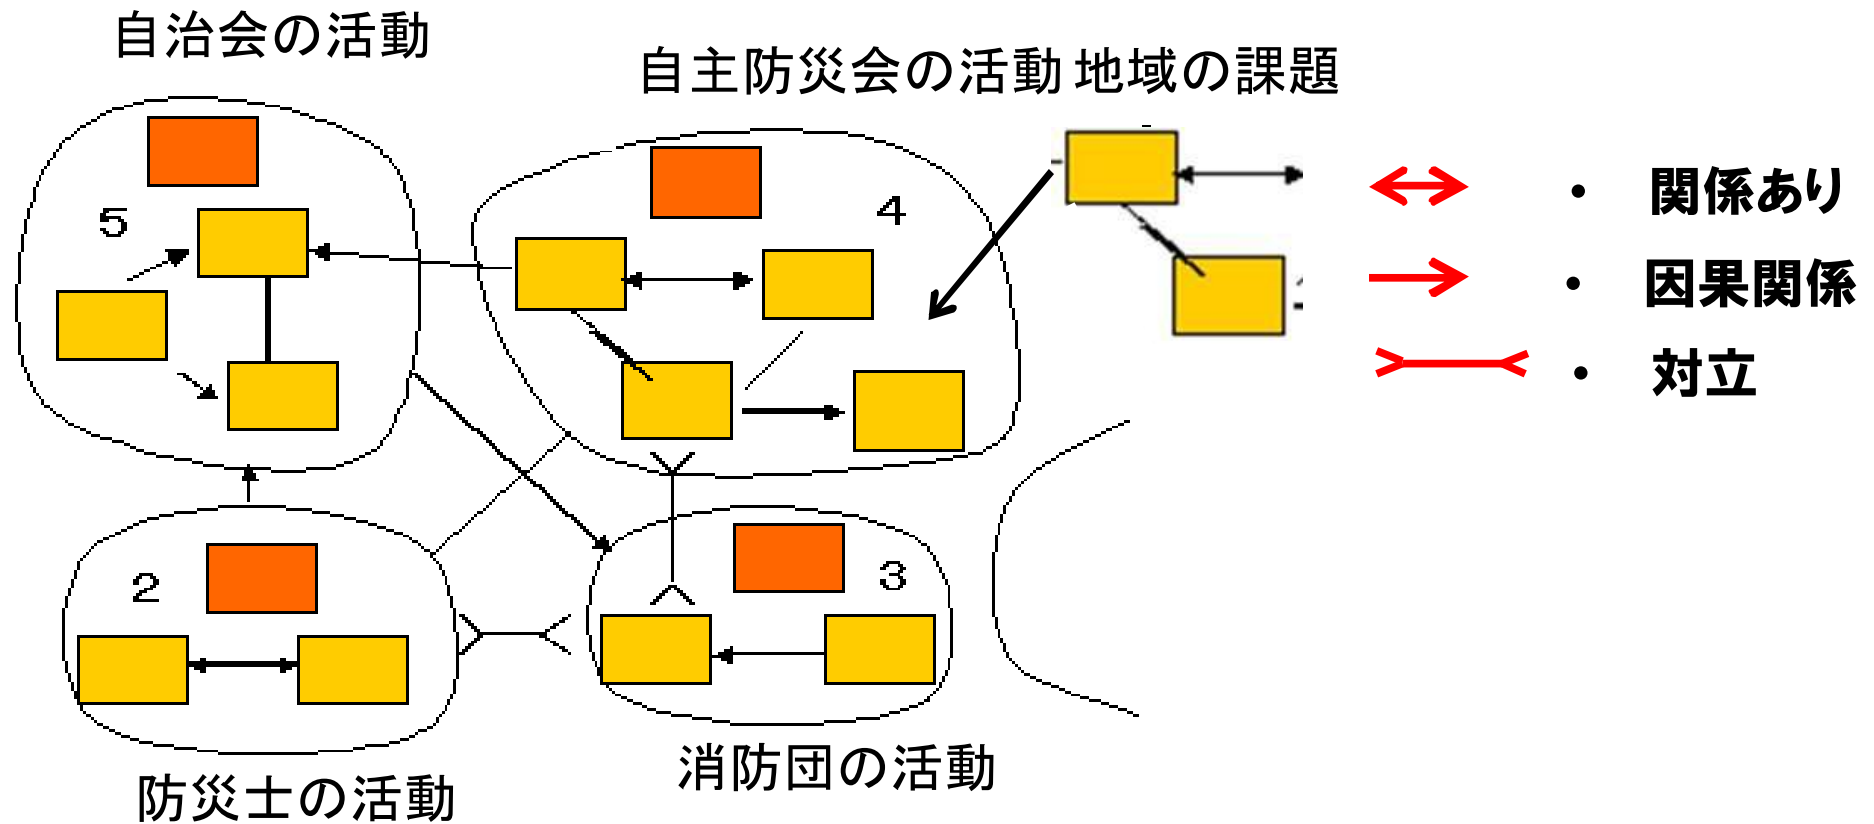 自治会の活動
自主防災会の活動 地域の課題
5
4
・ 関係あり
・ 因果関係
・ 対立
2
3
消防団の活動
防災士の活動